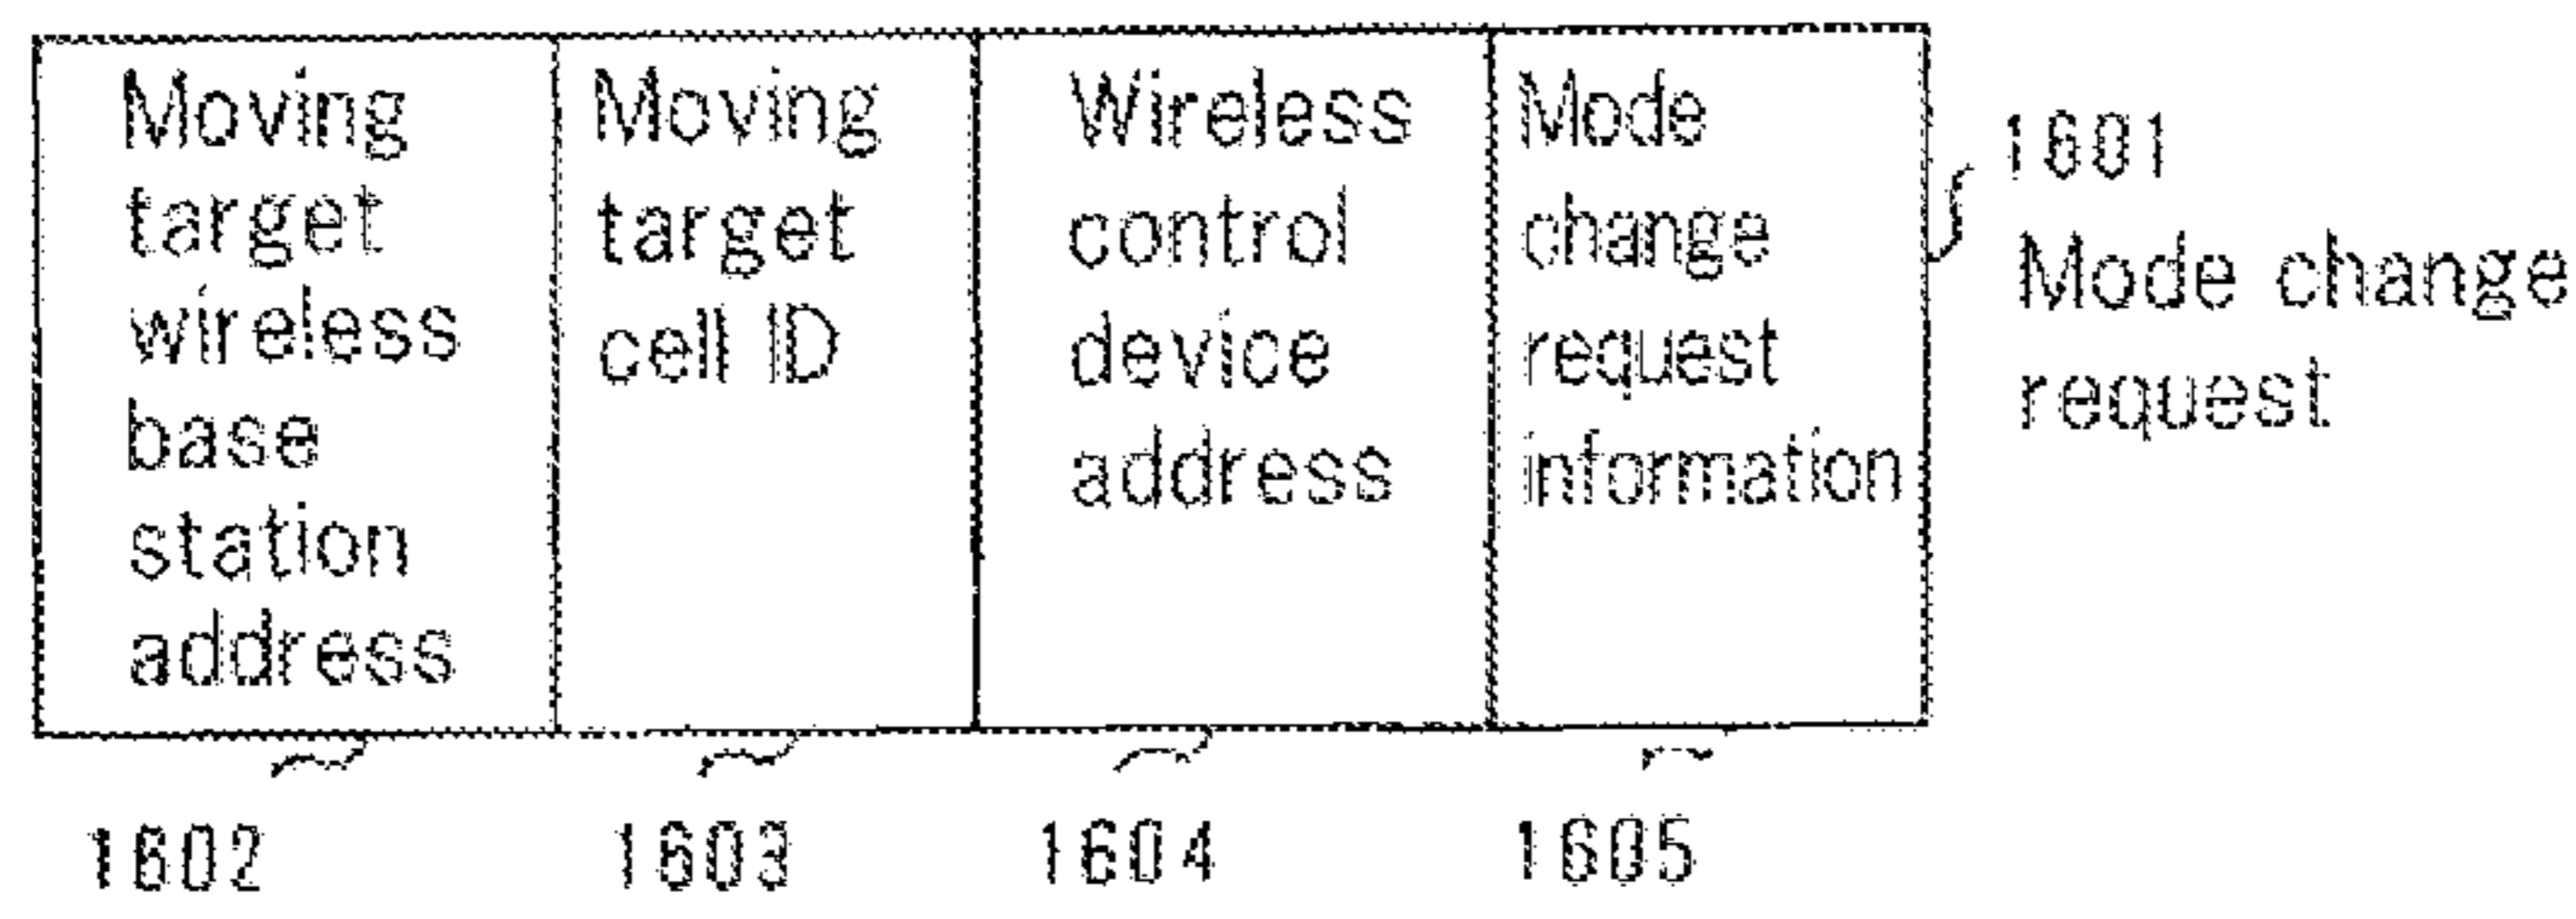 Moving
target
wireless
base
station
address
Moving
target
cell ID
Wireless
control
device
address
Mode
change
request
information
1601
Mode change
request
1602
1603
1604
1605